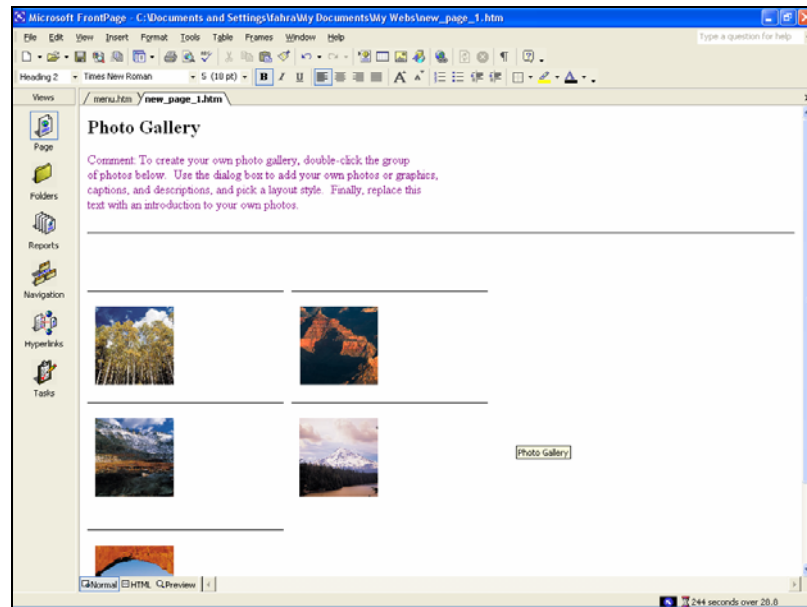 Microsoft FrontPage - C:\Documents and Settings\fahra\My Documents\My Webs\new_page_1.htm
File Edit View Insert Format Tools Table Frames Window Help
Type a question for help
Heading 2 Times New Roman 5 (18 pt) B I U
Views
menu.htm new_page_1.htm
Page
Folders
Reports
Navigation
Hyperlinks
Tasks
Photo Gallery
Comment: To create your own photo gallery, double-click the group
of photos below. Use the dialog box to add your own photos or graphics,
captions, and descriptions, and pick a layout style. Finally, replace this
text with an introduction to your own photos.
Photo Gallery
Normal HTML Preview
244 seconds over 28.8